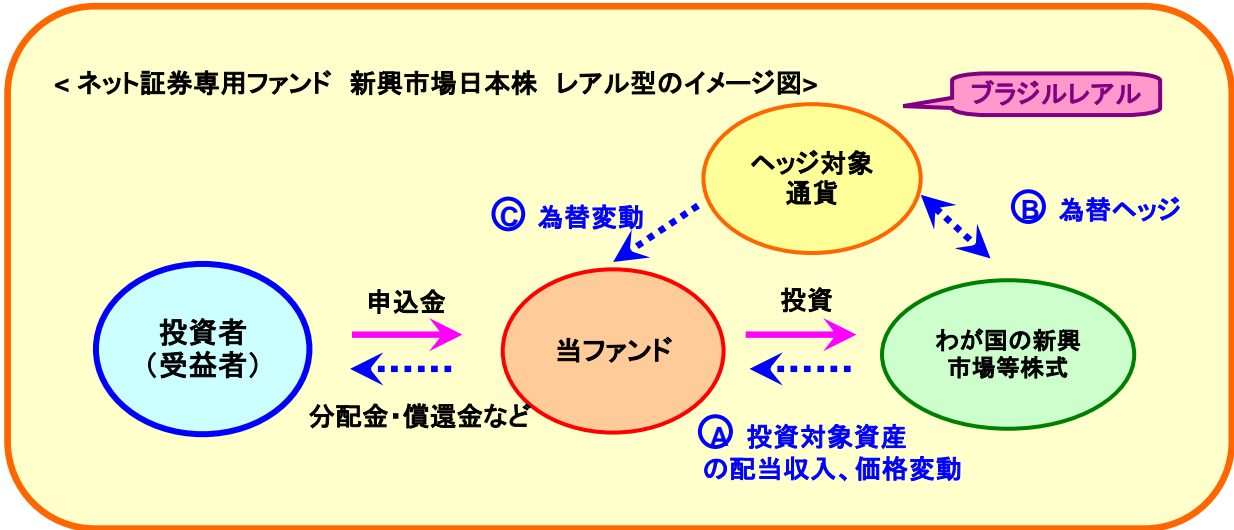 < ネット証券専用ファンド 新興市場日本株 レアル型のイメージ図>
ブラジルレアル
ヘッジ対象
通貨
C 為替変動
B 為替ヘッジ
申込金
投資
投資者
（受益者）
当ファンド
わが国の新興
市場等株式
分配金・償還金など
A 投資対象資産
の配当収入、価格変動